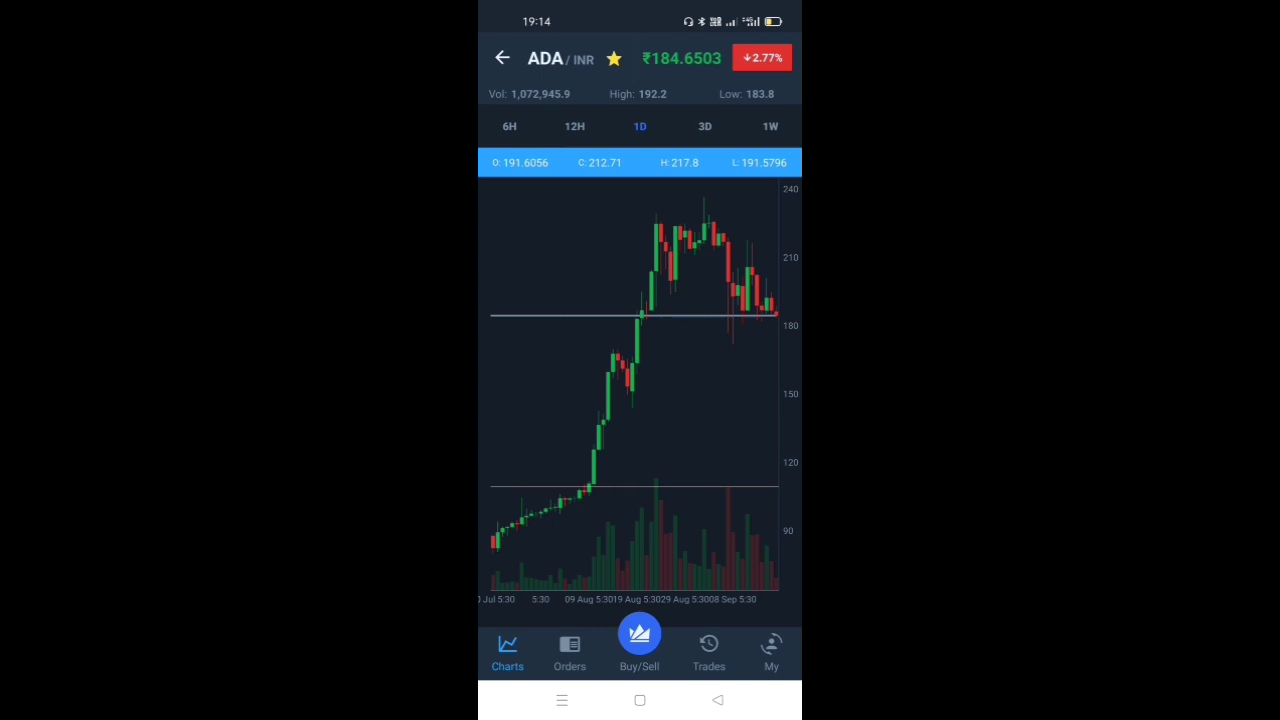 19:14
ADA / INR ₹184.6503 ↓2.77%
Vol: 1,072,945.9 High: 192.2 Low: 183.8
6H 12H 1D 3D 1W
O: 191.6056 C: 212.71 H: 217.8 L: 191.5796
240
210
180
150
120
90
Jul 5:30 5:30 09 Aug 5:30 19 Aug 5:30 29 Aug 5:30 08 Sep 5:30
Charts Orders Buy/Sell Trades My